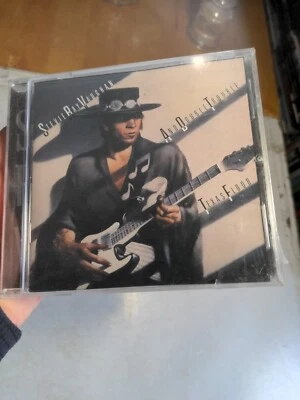 Stevie Ray Vaughan
And Double Trouble
Texas Flood